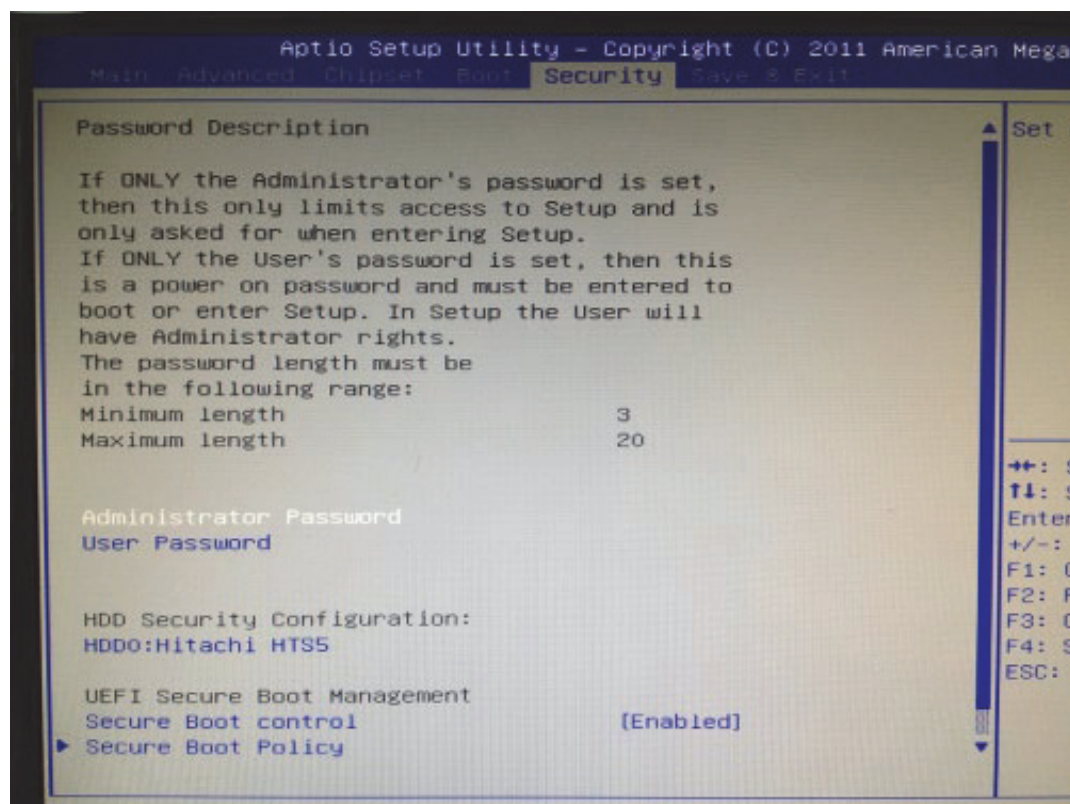 Aptio Setup Utility – Copyright (C) 2011 American Mega
Main Advanced Chipset Boot Security Save & Exit
Password Description
Set
If ONLY the Administrator's password is set,
then this only limits access to Setup and is
only asked for when entering Setup.
If ONLY the User's password is set, then this
is a power on password and must be entered to
boot or enter Setup. In Setup the User will
have Administrator rights.
The password length must be
in the following range:
Minimum length 3
Maximum length 20
Administrator Password
User Password
HDD Security Configuration:
HDD0:Hitachi HTS5
UEFI Secure Boot Management
Secure Boot control [Enabled]
Secure Boot Policy
→←:
↑↓:
Enter
+/-:
F1:
F2:
F3:
F4:
ESC: